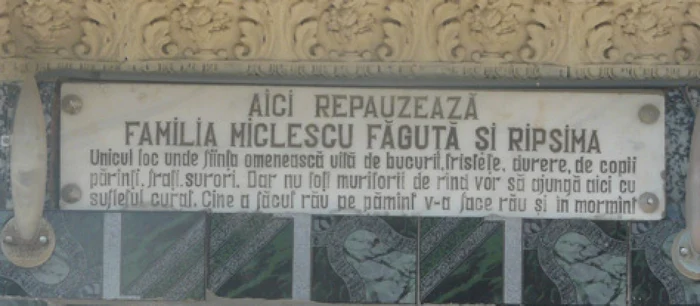 AICI REPAUZEAZĂ
FAMILIA MICLESCU FĂGUȚĂ SI RIPSIMA
Unicul loc unde ființa omenească uită de bucurii, tristețe, durere, de copii
părinți, frați, surori. Dar nu toți muritorii de rînd vor să ajungă aici cu
sufletul curat. Cine a făcut rău pe pămînt v-a face rău și în mormînt